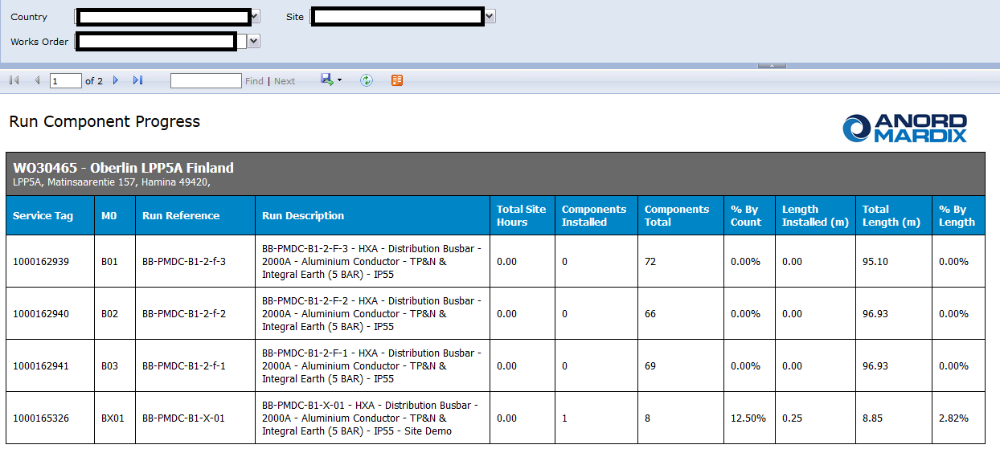 Country Site
Works Order
1 of 2 Find | Next
Run Component Progress
ANORD
MARDIX
WO30465 - Oberlin LPP5A Finland
LPP5A, Matinsaarentie 157, Hamina 49420,
Service Tag M0 Run Reference Run Description Total Site Hours Components Installed Components Total % By Count Length Installed (m) Total Length (m) % By Length
1000162939 B01 BB-PMDC-B1-2-f-3 BB-PMDC-B1-2-F-3 - HXA - Distribution Busbar - 2000A - Aluminium Conductor - TP&N & Integral Earth (5 BAR) - IP55 0.00 0 72 0.00% 0.00 95.10 0.00%
1000162940 B02 BB-PMDC-B1-2-f-2 BB-PMDC-B1-2-F-2 - HXA - Distribution Busbar - 2000A - Aluminium Conductor - TP&N & Integral Earth (5 BAR) - IP55 0.00 0 66 0.00% 0.00 96.93 0.00%
1000162941 B03 BB-PMDC-B1-2-f-1 BB-PMDC-B1-2-F-1 - HXA - Distribution Busbar - 2000A - Aluminium Conductor - TP&N & Integral Earth (5 BAR) - IP55 0.00 0 69 0.00% 0.00 96.93 0.00%
1000165326 BX01 BB-PMDC-B1-X-01 BB-PMDC-B1-X-01 - HXA - Distribution Busbar - 2000A - Aluminium Conductor - TP&N & Integral Earth (5 BAR) - IP55 - Site Demo 0.00 1 8 12.50% 0.25 8.85 2.82%